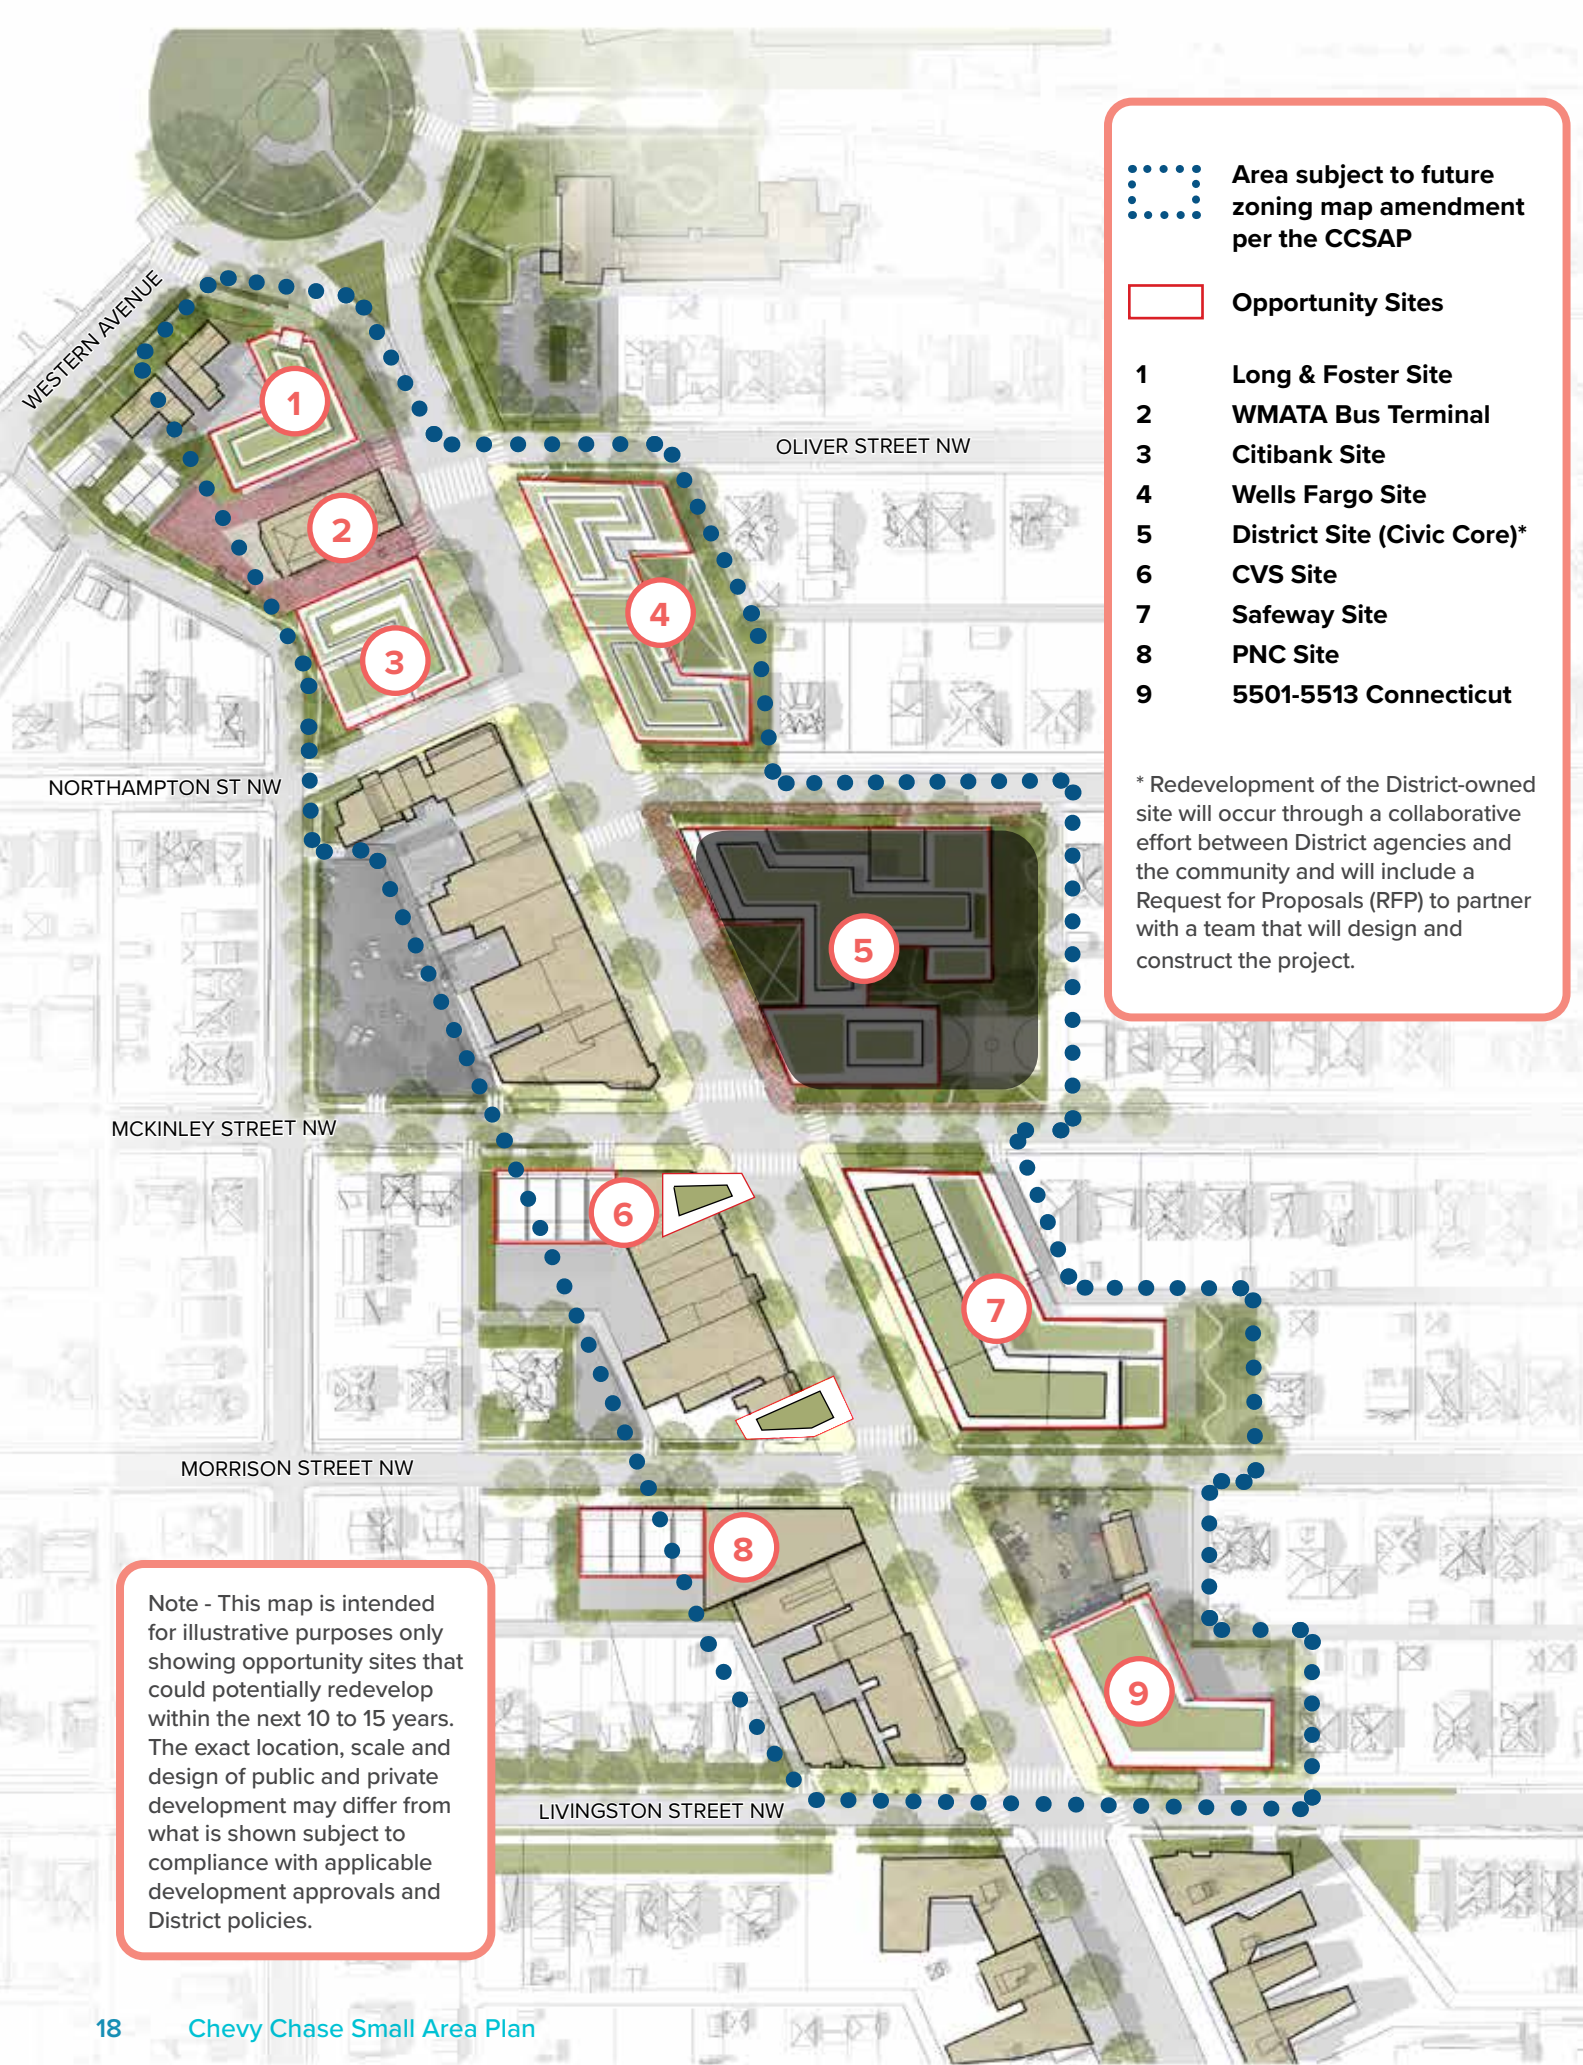 WESTERN AVENUE
OLIVER STREET NW
NORTHAMPTON ST NW
MCKINLEY STREET NW
MORRISON STREET NW
LIVINGSTON STREET NW
1
2
3
4
5
6
7
8
9
Area subject to future
zoning map amendment
per the CCSAP
Opportunity Sites
1 Long & Foster Site
2 WMATA Bus Terminal
3 Citibank Site
4 Wells Fargo Site
5 District Site (Civic Core)*
6 CVS Site
7 Safeway Site
8 PNC Site
9 5501-5513 Connecticut
* Redevelopment of the District-owned
site will occur through a collaborative
effort between District agencies and
the community and will include a
Request for Proposals (RFP) to partner
with a team that will design and
construct the project.
Note - This map is intended
for illustrative purposes only
showing opportunity sites that
could potentially redevelop
within the next 10 to 15 years.
The exact location, scale and
design of public and private
development may differ from
what is shown subject to
compliance with applicable
development approvals and
District policies.
18 Chevy Chase Small Area Plan